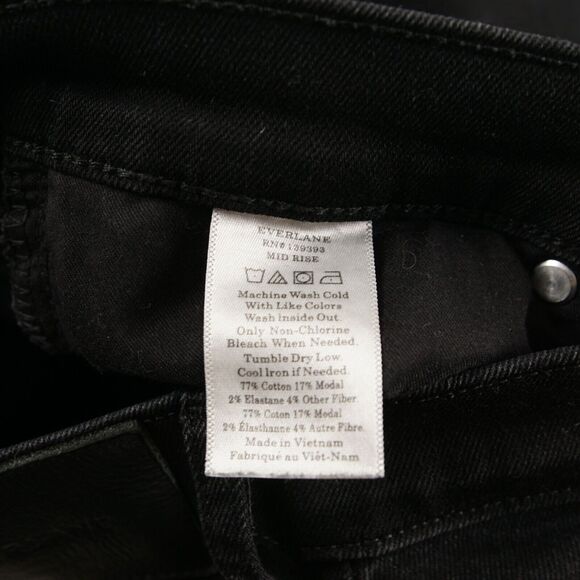 EVERLANE
RN# 139393
MID RISE
Machine Wash Cold
With Like Colors
Wash Inside Out
Only Non-Chlorine
Bleach When Needed.
Tumble Dry Low.
Cool Iron if Needed.
77% Cotton 17% Modal
2% Elastane 4% Other Fiber.
77% Coton 17% Modal
2% Élasthanne 4% Autre Fibre.
Made in Vietnam
Fabriqué au Viêt-Nam